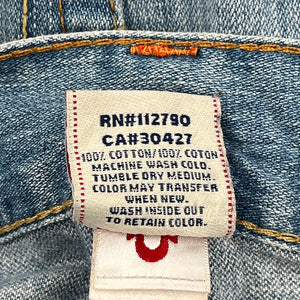 RN#112790
CA#30427
100% COTTON/100% COTON
MACHINE WASH COLD.
TUMBLE DRY MEDIUM.
COLOR MAY TRANSFER
WHEN NEW.
WASH INSIDE OUT
TO RETAIN COLOR.